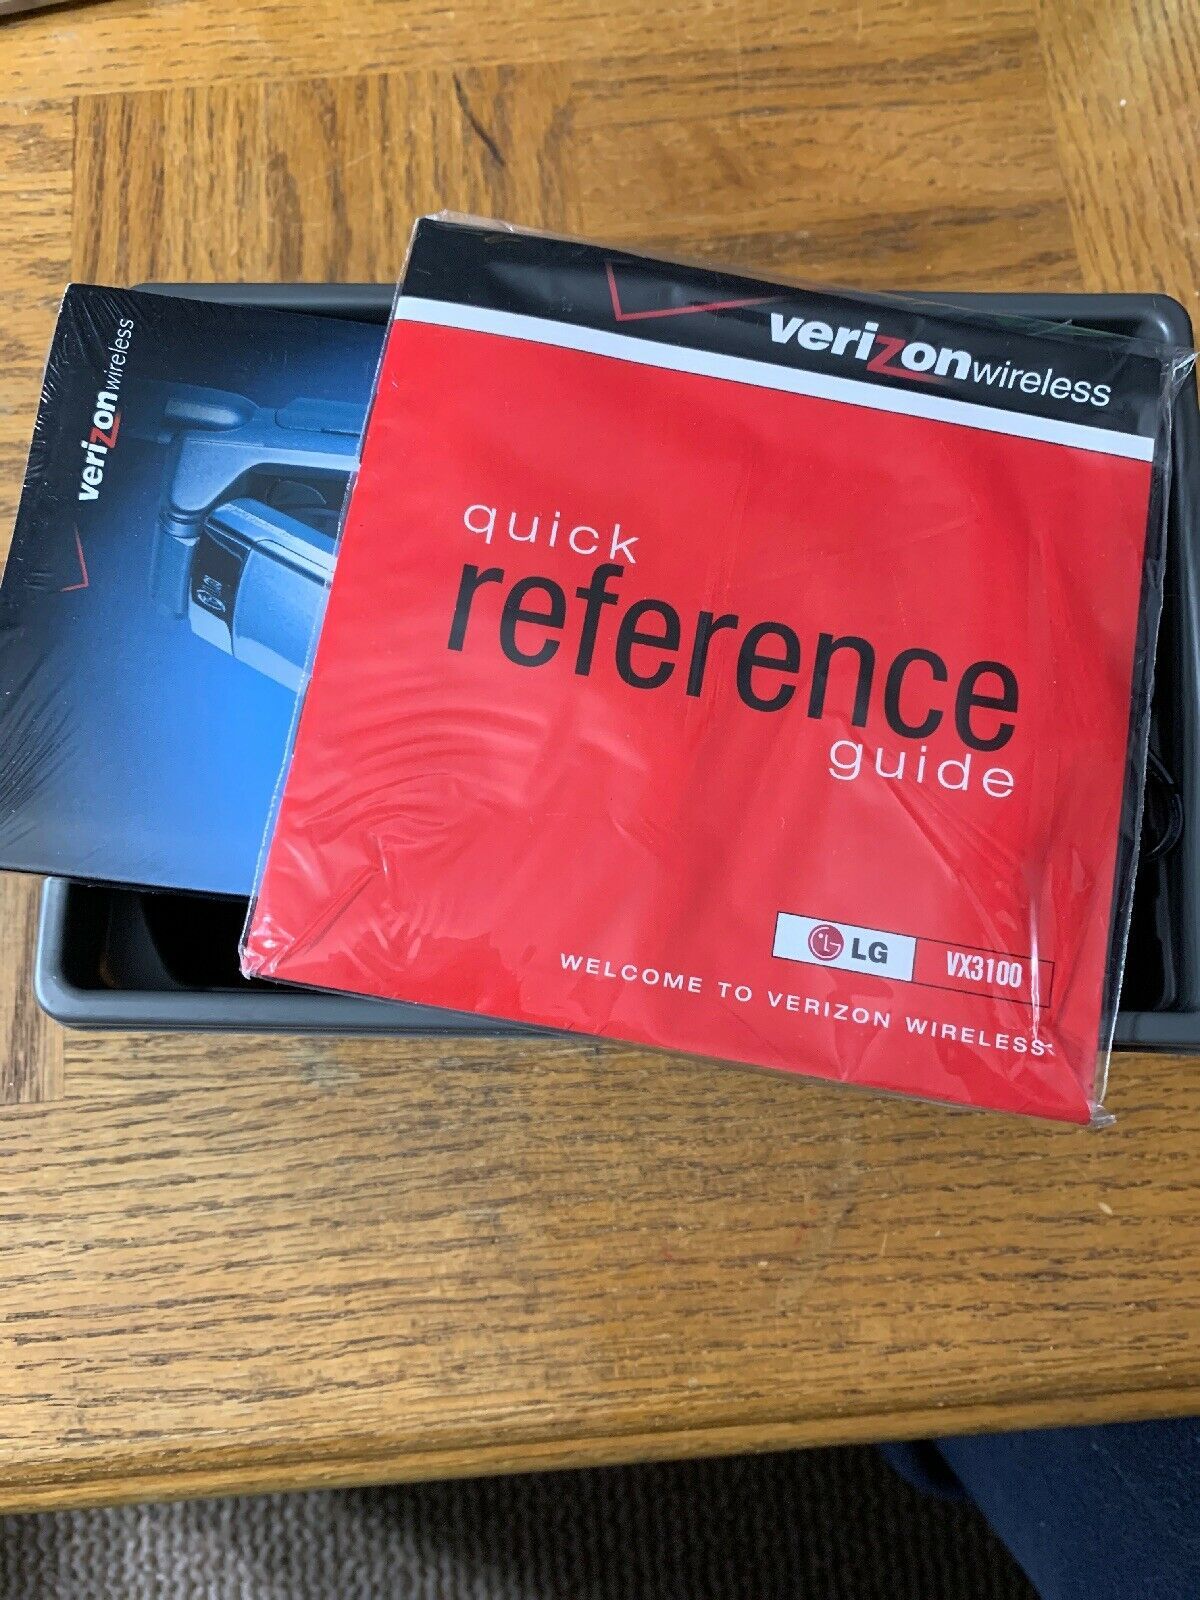 verizonwireless
verizonwireless
quick
reference
guide
LG VX3100
WELCOME TO VERIZON WIRELESS